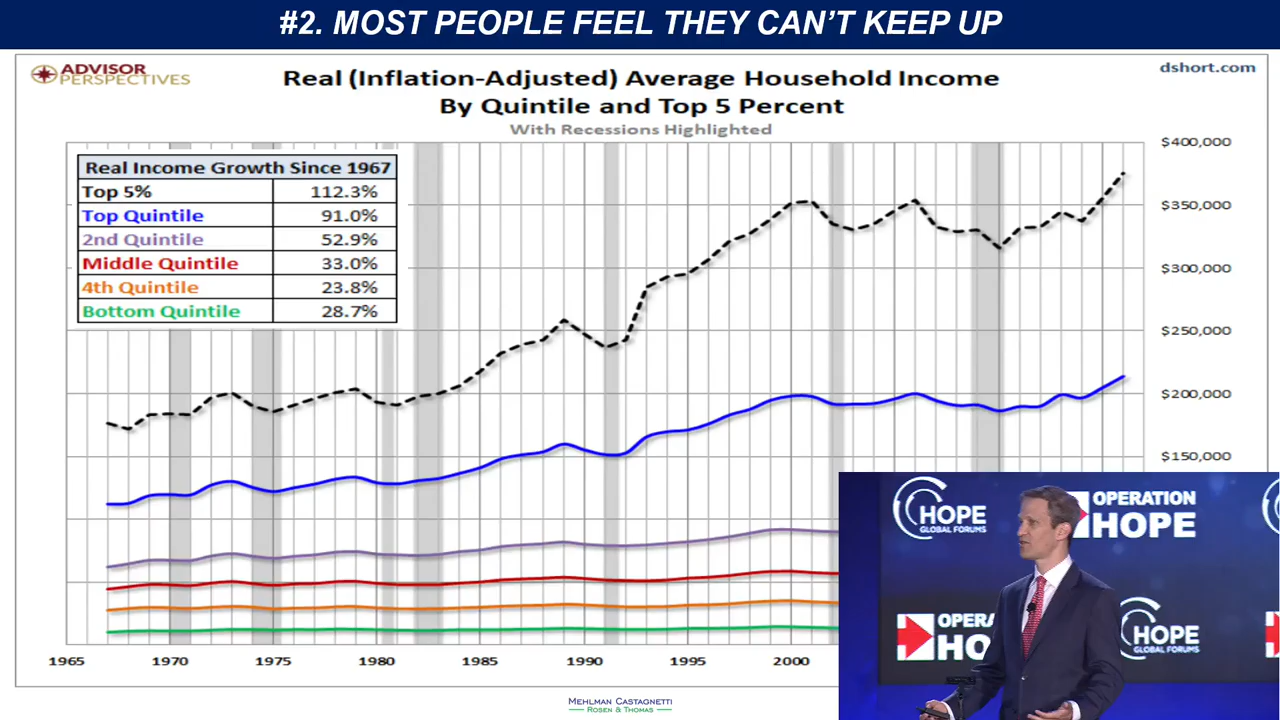 #2. MOST PEOPLE FEEL THEY CAN'T KEEP UP
ADVISOR
PERSPECTIVES
dshort.com
Real (Inflation-Adjusted) Average Household Income
By Quintile and Top 5 Percent
With Recessions Highlighted
Real Income Growth Since 1967
Top 5% 112.3%
Top Quintile 91.0%
2nd Quintile 52.9%
Middle Quintile 33.0%
4th Quintile 23.8%
Bottom Quintile 28.7%
$400,000
$350,000
$300,000
$250,000
$200,000
$150,000
1965 1970 1975 1980 1985 1990 1995 2000
HOPE
GLOBAL FORUMS
OPERATION
HOPE
OPERATION
HO
HOPE
GLOBAL FORUMS
MEHLMAN CASTAGNETTI
ROSEN & THOMAS